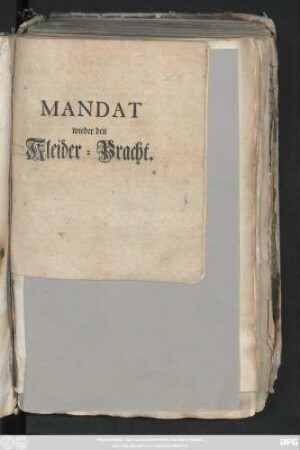 MANDAT
wieder den
Kleider = Pracht.